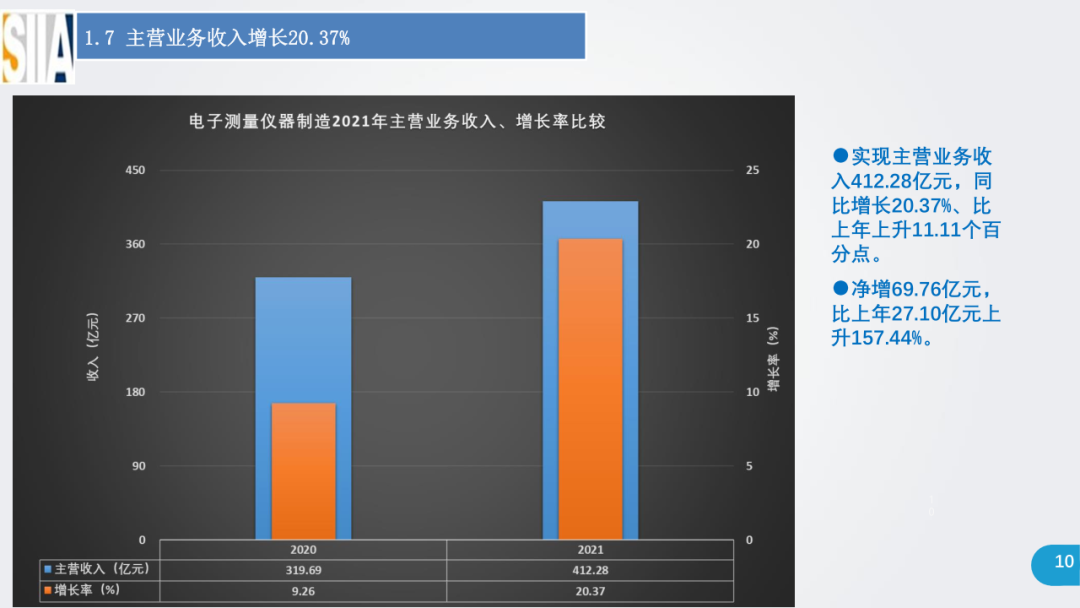 SIIA
1.7 主营业务收入增长20.37%
电子测量仪器制造2021年主营业务收入、增长率比较
450
360
270
180
90
0
收入（亿元）
25
20
15
10
5
0
增长率（%）
2020 2021
主营收入（亿元） 319.69 412.28
增长率（%） 9.26 20.37
●实现主营业务收
入412.28亿元，同
比增长20.37%、比
上年上升11.11个百
分点。
●净增69.76亿元，
比上年27.10亿元上
升157.44%。
10